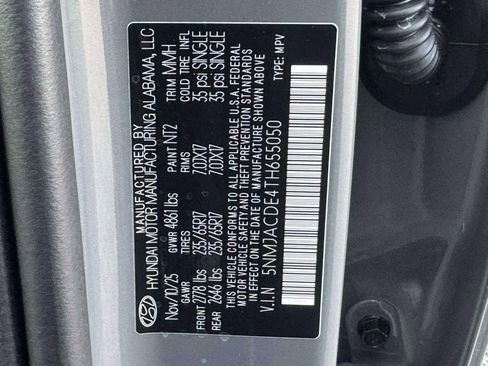 MANUFACTURED BY
HYUNDAI MOTOR MANUFACTURING ALABAMA, LLC
Nov/10/25 GVWR 4861 lbs PAINT NT2 TRIM MMH
GAWR TIRES RIMS COLD TIRE INFL
FRONT 2778 lbs 235/65R17 7.0JX17 35 psi SINGLE
REAR 2646 lbs 235/65R17 7.0JX17 35 psi SINGLE
THIS VEHICLE CONFORMS TO ALL APPLICABLE U.S.A. FEDERAL
MOTOR VEHICLE SAFETY BUMPER AND THEFT PREVENTION STANDARDS
IN EFFECT ON THE DATE OF MANUFACTURE SHOWN ABOVE
V.I.N 5NMJACDE4TH655050 TYPE: MPV